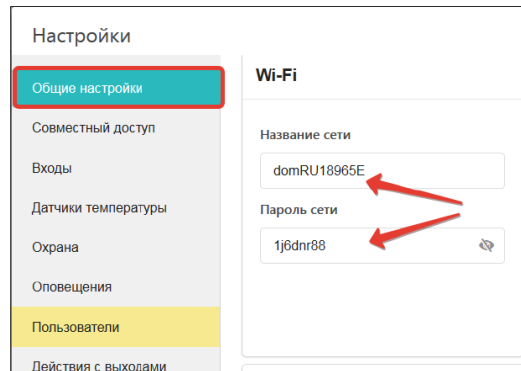 Настройки
Общие настройки
Совместный доступ
Входы
Датчики температуры
Охрана
Оповещения
Пользователи
Действия с выходами
Wi-Fi
Название сети
domRU18965E
Пароль сети
1j6dnr88